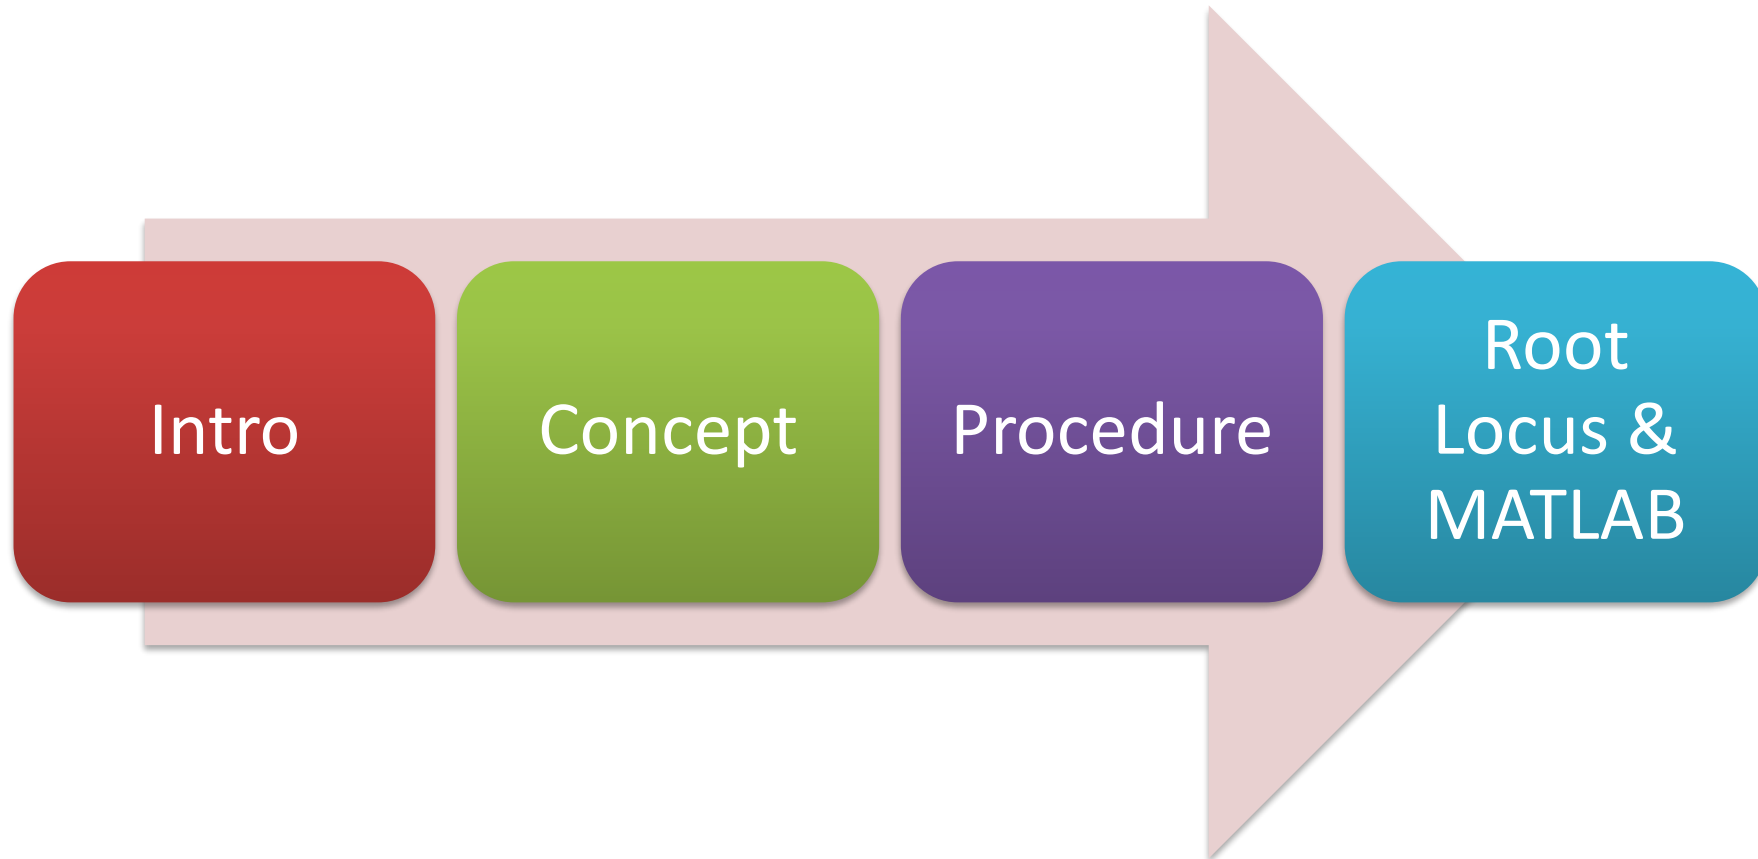 Intro
Concept
Procedure
Root
Locus &
MATLAB